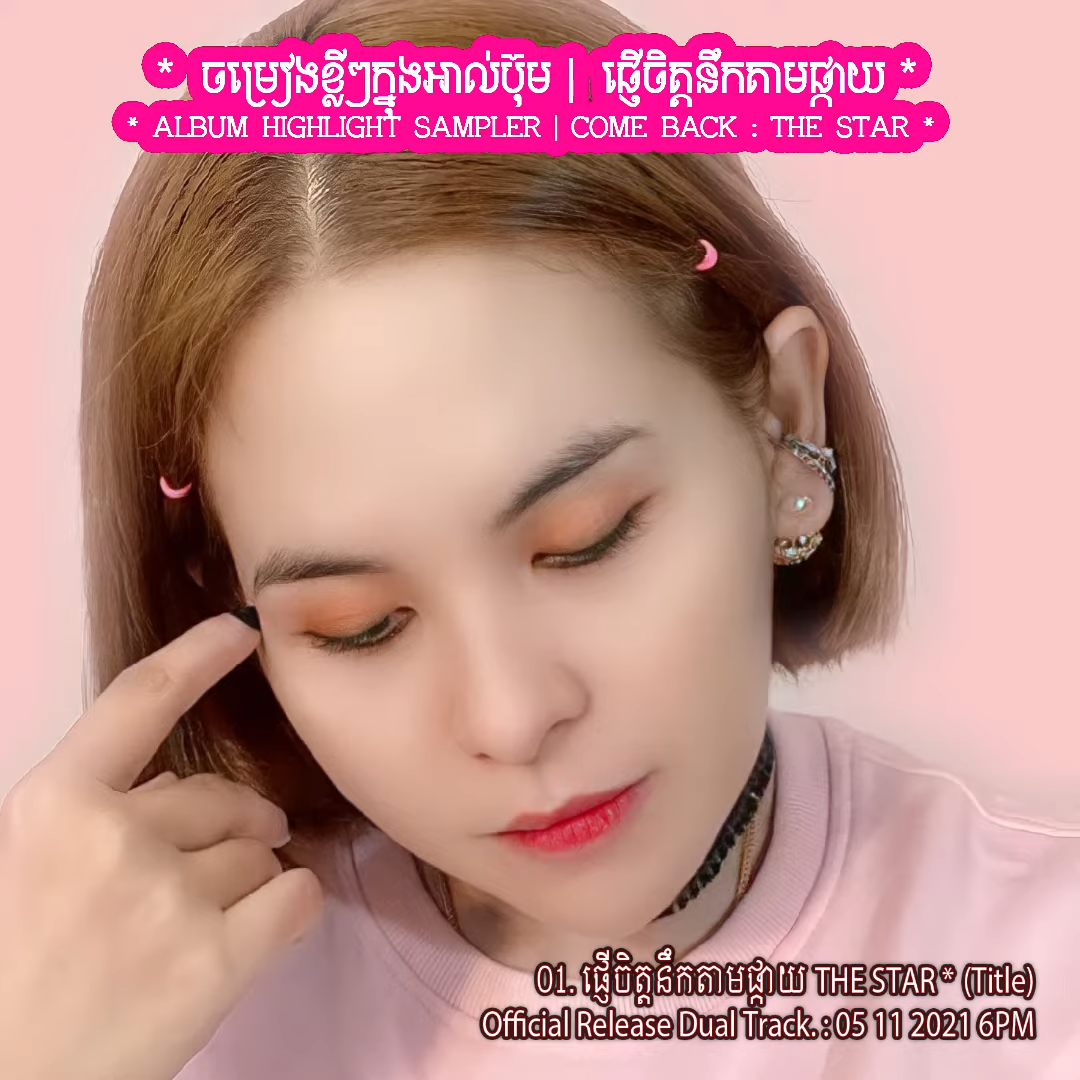 * ចម្រៀងខ្លីៗក្នុងអាល់ប៊ុម | ផ្ញើចិត្តនឹកតាមផ្កាយ *
* ALBUM HIGHLIGHT SAMPLER | COME BACK : THE STAR *
01. ផ្ញើចិត្តនឹកតាមផ្កាយ THE STAR * (Title)
Official Release Dual Track. : 05 11 2021 6PM